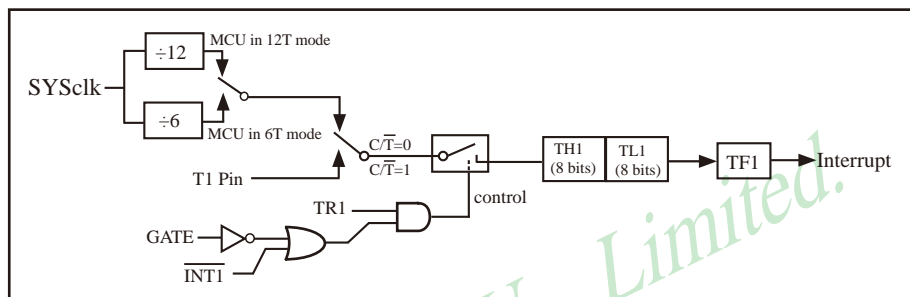 ÷12
MCU in 12T mode
SYSclk
÷6
MCU in 6T mode
C/T̅=0
C/T̅=1
T1 Pin
TH1
(8 bits)
TL1
(8 bits)
TF1
Interrupt
control
TR1
GATE
I̅N̅T̅1̅
Limited.